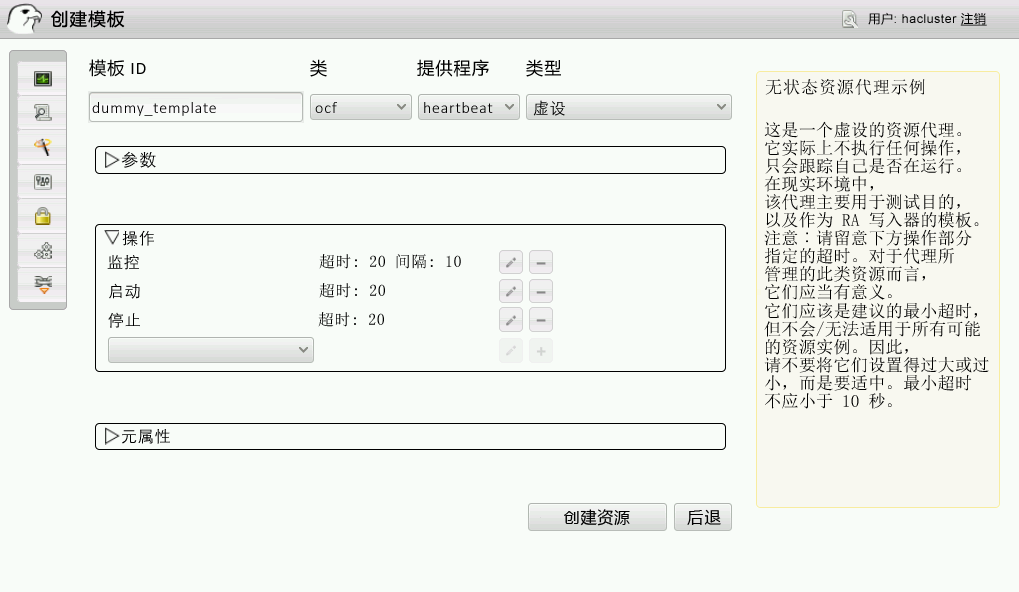 创建模板
用户: hacluster 注销
模板 ID 类 提供程序 类型
dummy_template ocf heartbeat 虚设
参数
操作
监控 超时: 20 间隔: 10
启动 超时: 20
停止 超时: 20
元属性
创建资源 后退
无状态资源代理示例
这是一个虚设的资源代理。
它实际上不执行任何操作，
只会跟踪自己是否在运行。
在现实环境中，
该代理主要用于测试目的，
以及作为 RA 写入器的模板。
注意：请留意下方操作部分
指定的超时。对于代理所
管理的此类资源而言，
它们应当有意义。
它们应该是建议的最小超时，
但不会/无法适用于所有可能
的资源实例。因此，
请不要将它们设置得过大或过
小，而是要适中。最小超时
不应小于 10 秒。